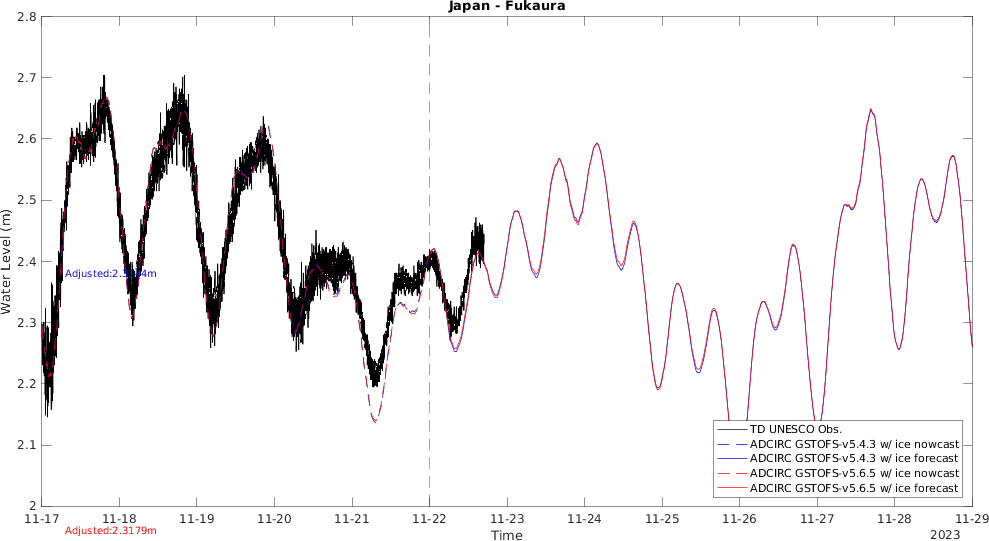 Japan - Fukaura
2.8
2.7
2.6
2.5
2.4
2.3
2.2
2.1
2
Water Level (m)
TD UNESCO Obs.
ADCIRC GSTOFS-v5.4.3 w/ ice nowcast
ADCIRC GSTOFS-v5.4.3 w/ ice forecast
ADCIRC GSTOFS-v5.6.5 w/ ice nowcast
ADCIRC GSTOFS-v5.6.5 w/ ice forecast
11-17 11-18 11-19 11-20 11-21 11-22 11-23 11-24 11-25 11-26 11-27 11-28 11-29
Adjusted:2.3179m
Time
2023